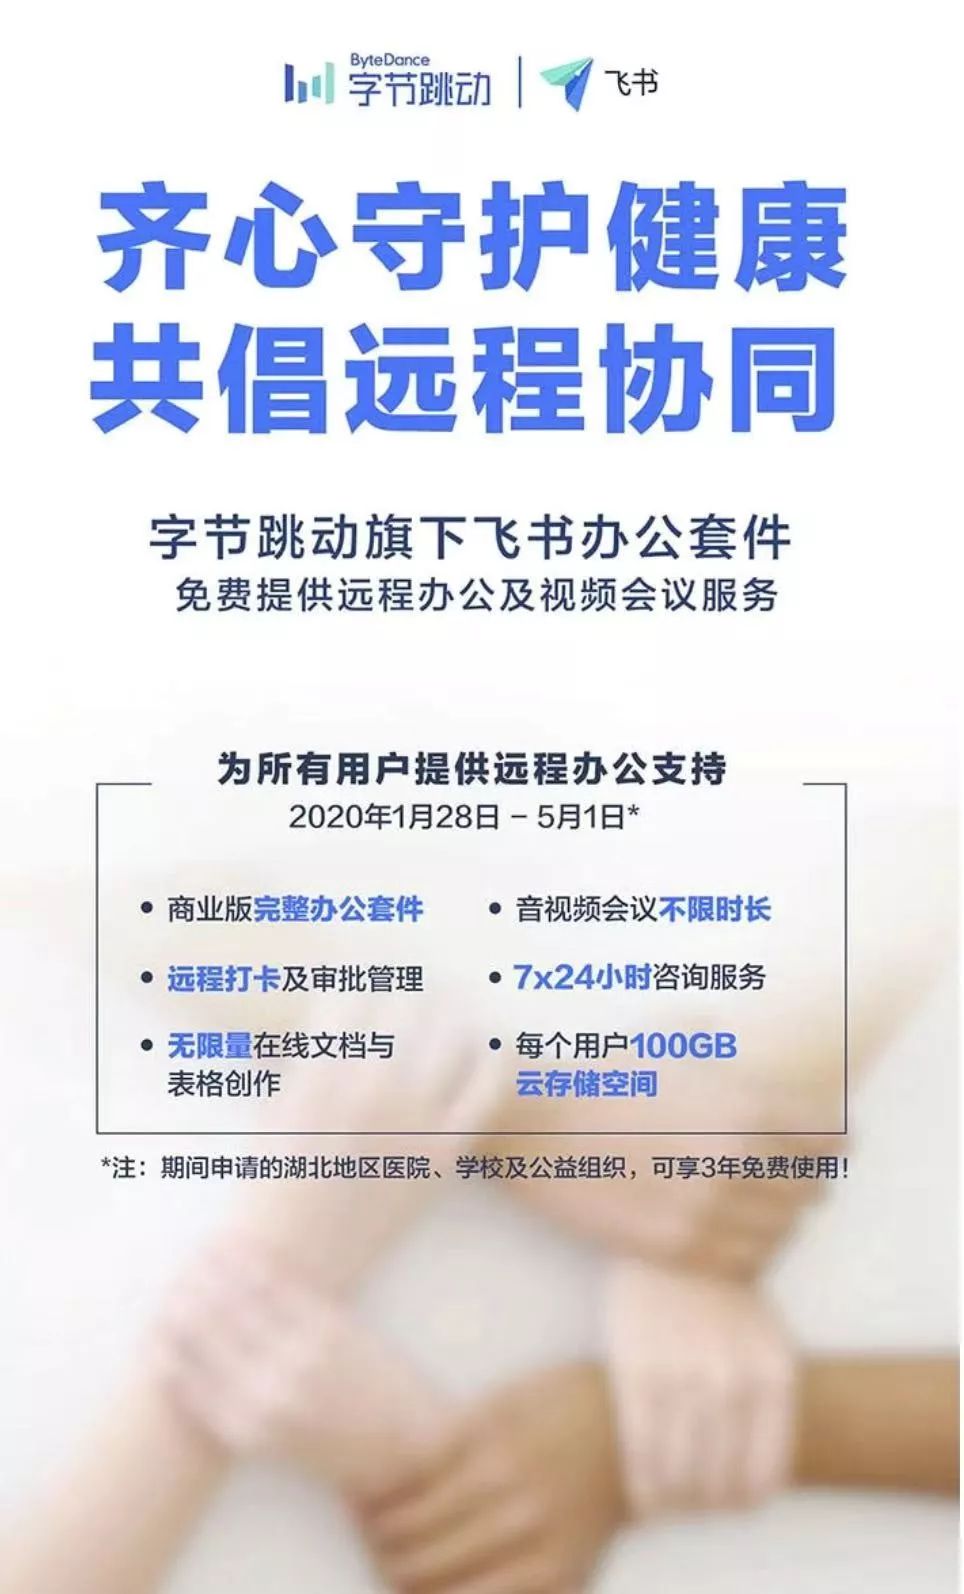 ByteDance
字节跳动 飞书
齐心守护健康
共倡远程协同
字节跳动旗下飞书办公套件
免费提供远程办公及视频会议服务
为所有用户提供远程办公支持
2020年1月28日 – 5月1日*
• 商业版完整办公套件
• 音视频会议不限时长
• 远程打卡及审批管理
• 7x24小时咨询服务
• 无限量在线文档与
表格创作
• 每个用户100GB
云存储空间
*注：期间申请的湖北地区医院、学校及公益组织，可享3年免费使用！